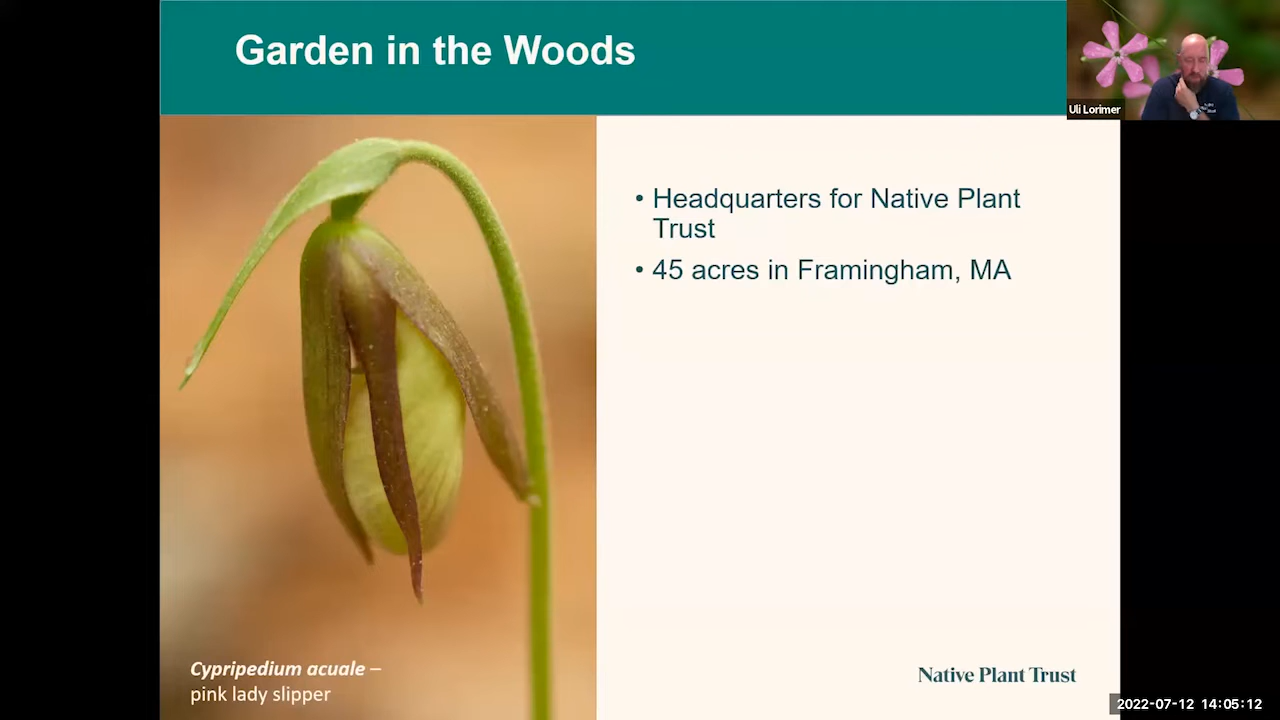 Garden in the Woods
Uli Lorimer
• Headquarters for Native Plant
Trust
• 45 acres in Framingham, MA
Cypripedium acuale –
pink lady slipper
Native Plant Trust
2022-07-12 14:05:12